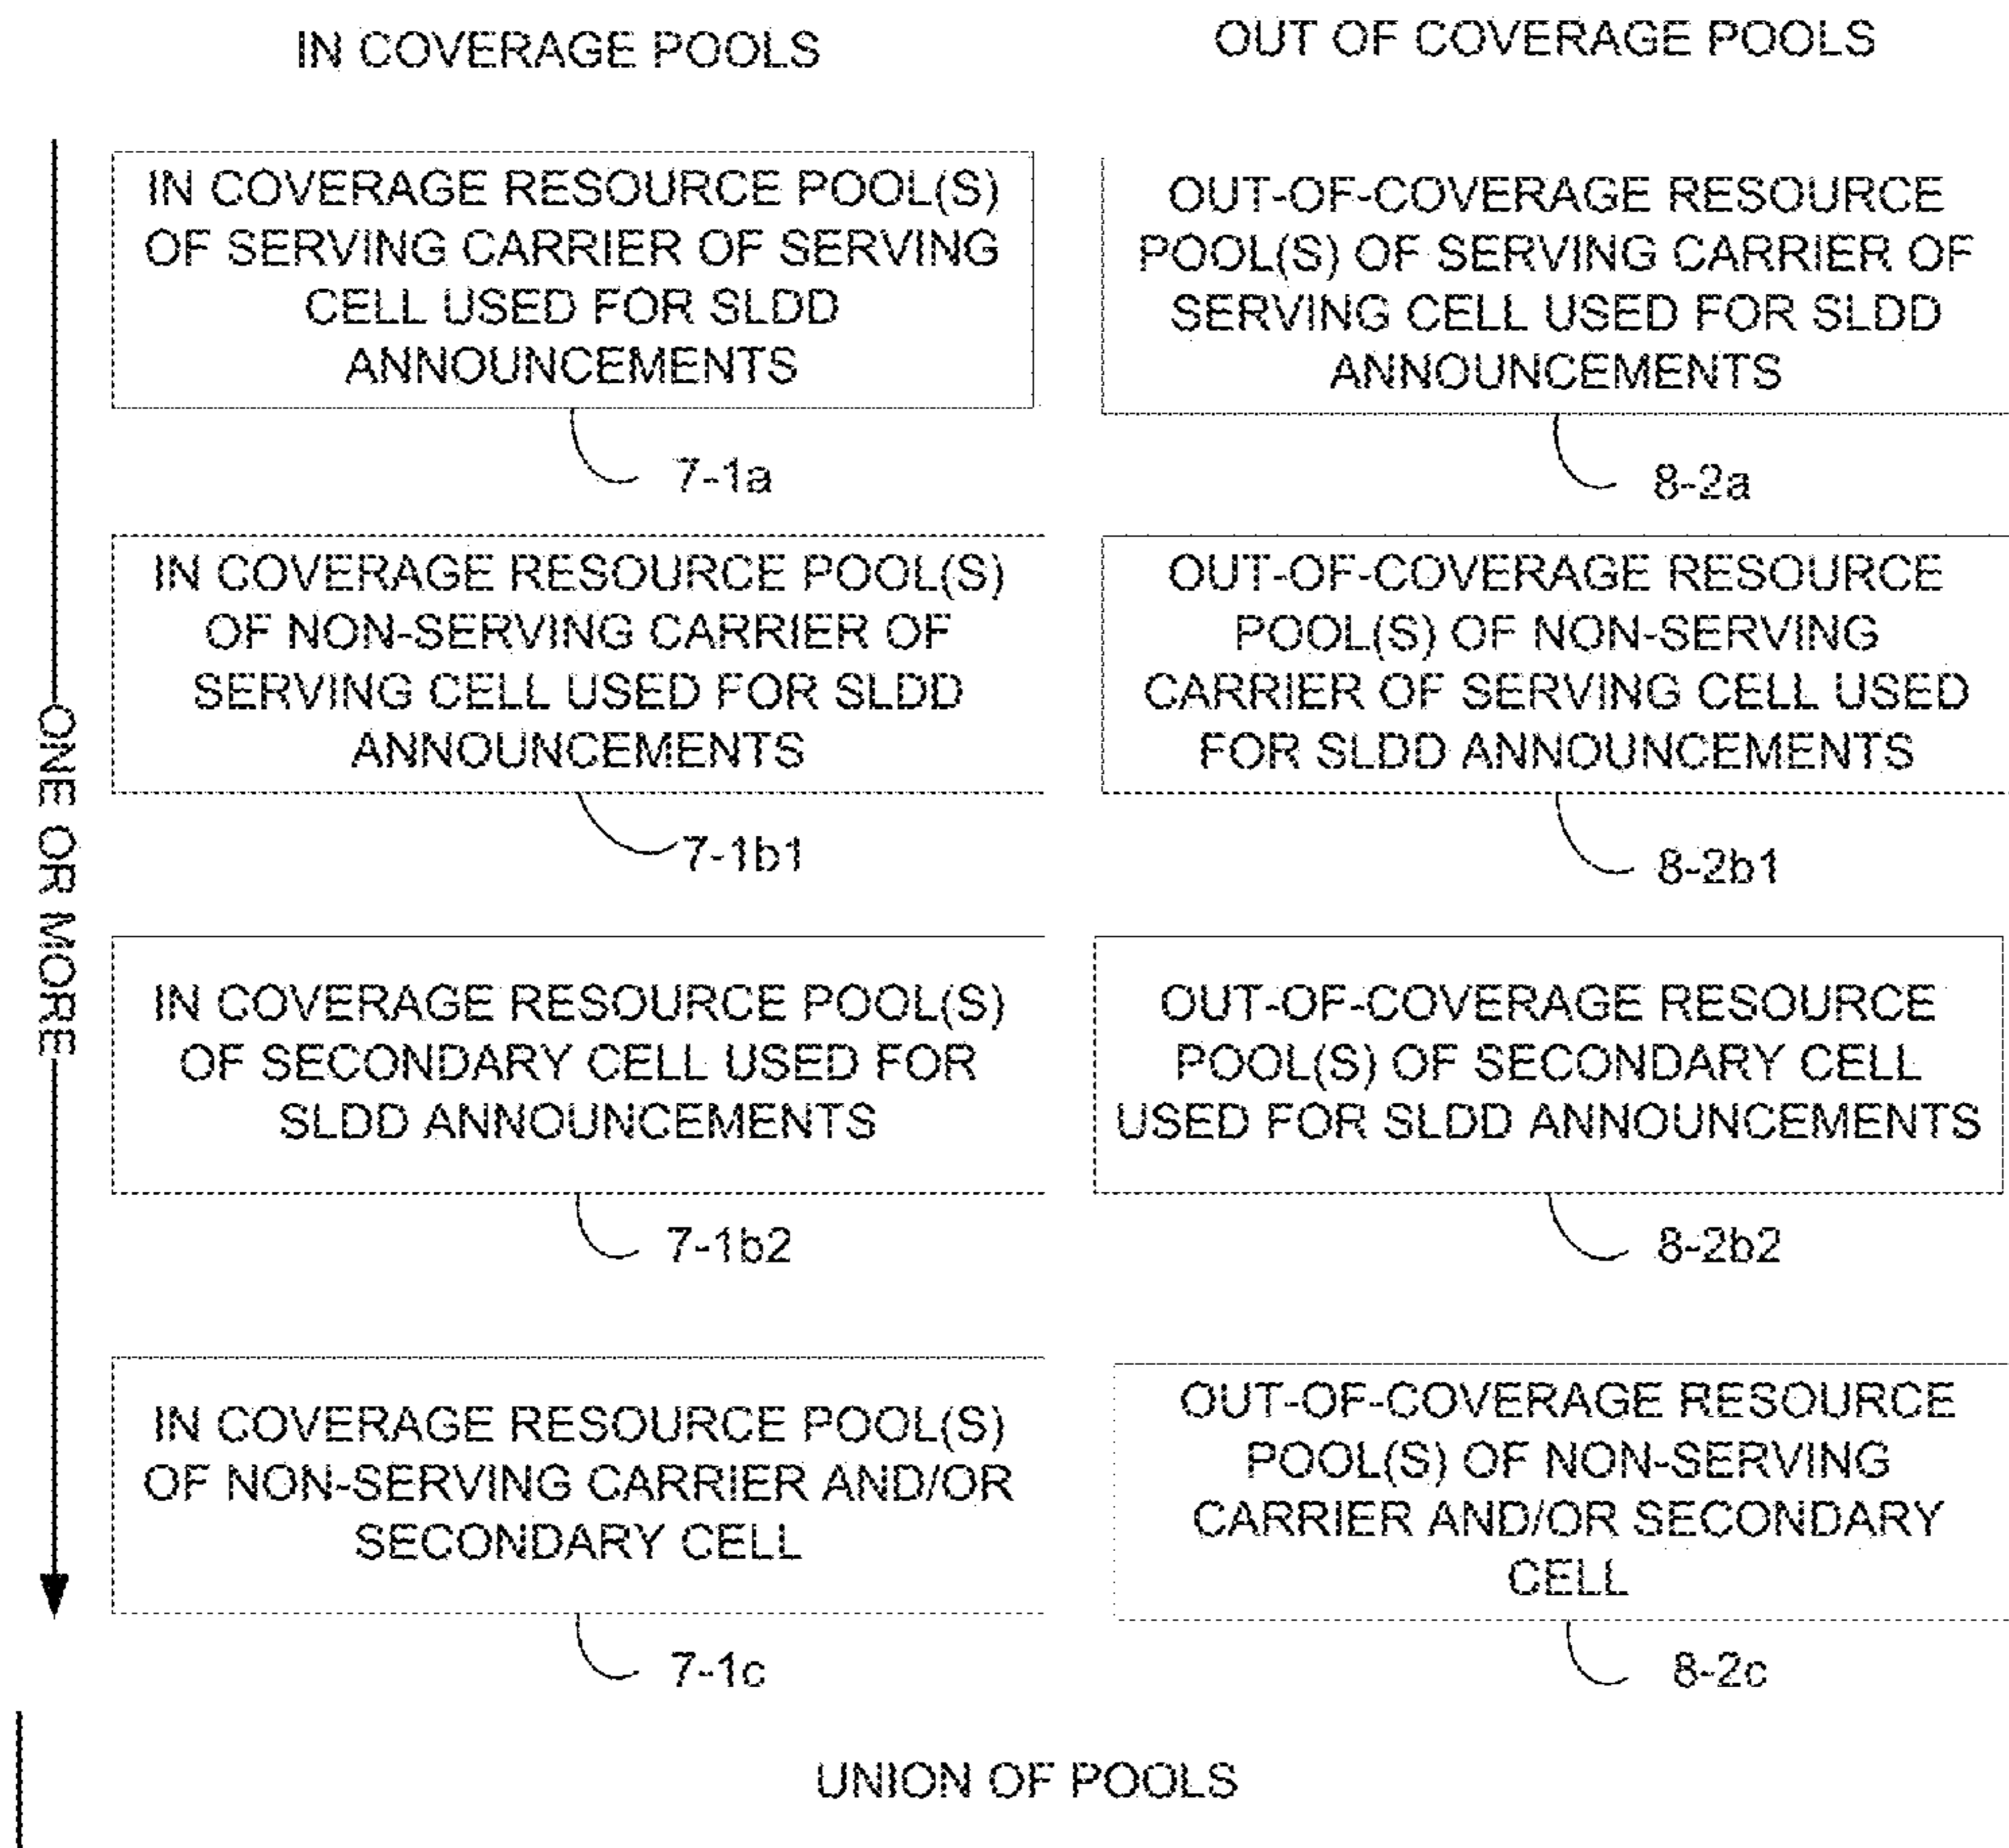 IN COVERAGE POOLS
OUT OF COVERAGE POOLS
IN COVERAGE RESOURCE POOL(S)
OF SERVING CARRIER OF SERVING
CELL USED FOR SLDD
ANNOUNCEMENTS
7-1a
OUT-OF-COVERAGE RESOURCE
POOL(S) OF SERVING CARRIER OF
SERVING CELL USED FOR SLDD
ANNOUNCEMENTS
8-2a
IN COVERAGE RESOURCE POOL(S)
OF NON-SERVING CARRIER OF
SERVING CELL USED FOR SLDD
ANNOUNCEMENTS
7-1b1
OUT-OF-COVERAGE RESOURCE
POOL(S) OF NON-SERVING
CARRIER OF SERVING CELL USED
FOR SLDD ANNOUNCEMENTS
8-2b1
ONE OR MORE
IN COVERAGE RESOURCE POOL(S)
OF SECONDARY CELL USED FOR
SLDD ANNOUNCEMENTS
7-1b2
OUT-OF-COVERAGE RESOURCE
POOL(S) OF SECONDARY CELL
USED FOR SLDD ANNOUNCEMENTS
8-2b2
IN COVERAGE RESOURCE POOL(S)
OF NON-SERVING CARRIER AND/OR
SECONDARY CELL
7-1c
OUT-OF-COVERAGE RESOURCE
POOL(S) OF NON-SERVING
CARRIER AND/OR SECONDARY
CELL
8-2c
UNION OF POOLS